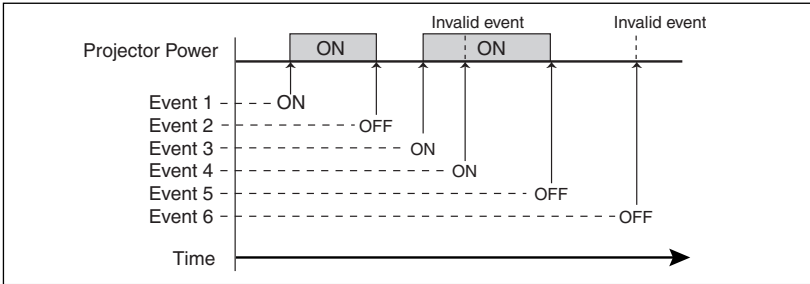 Invalid event Invalid event
Projector Power ON ON
Event 1 ON
Event 2 OFF
Event 3 ON
Event 4 ON
Event 5 OFF
Event 6 OFF
Time